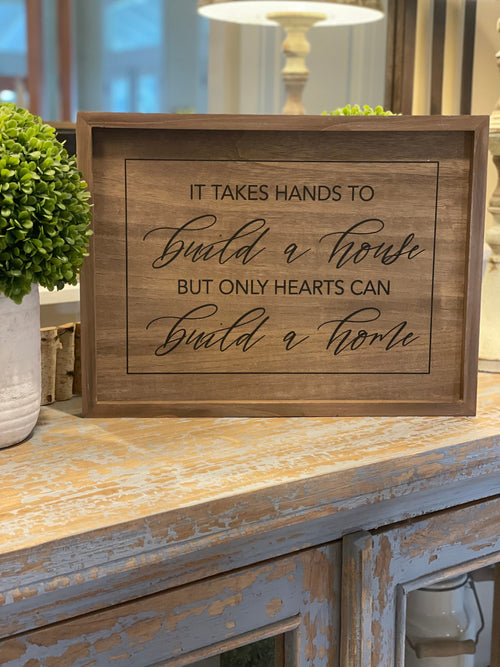 IT TAKES HANDS TO
build a house
BUT ONLY HEARTS CAN
build a home